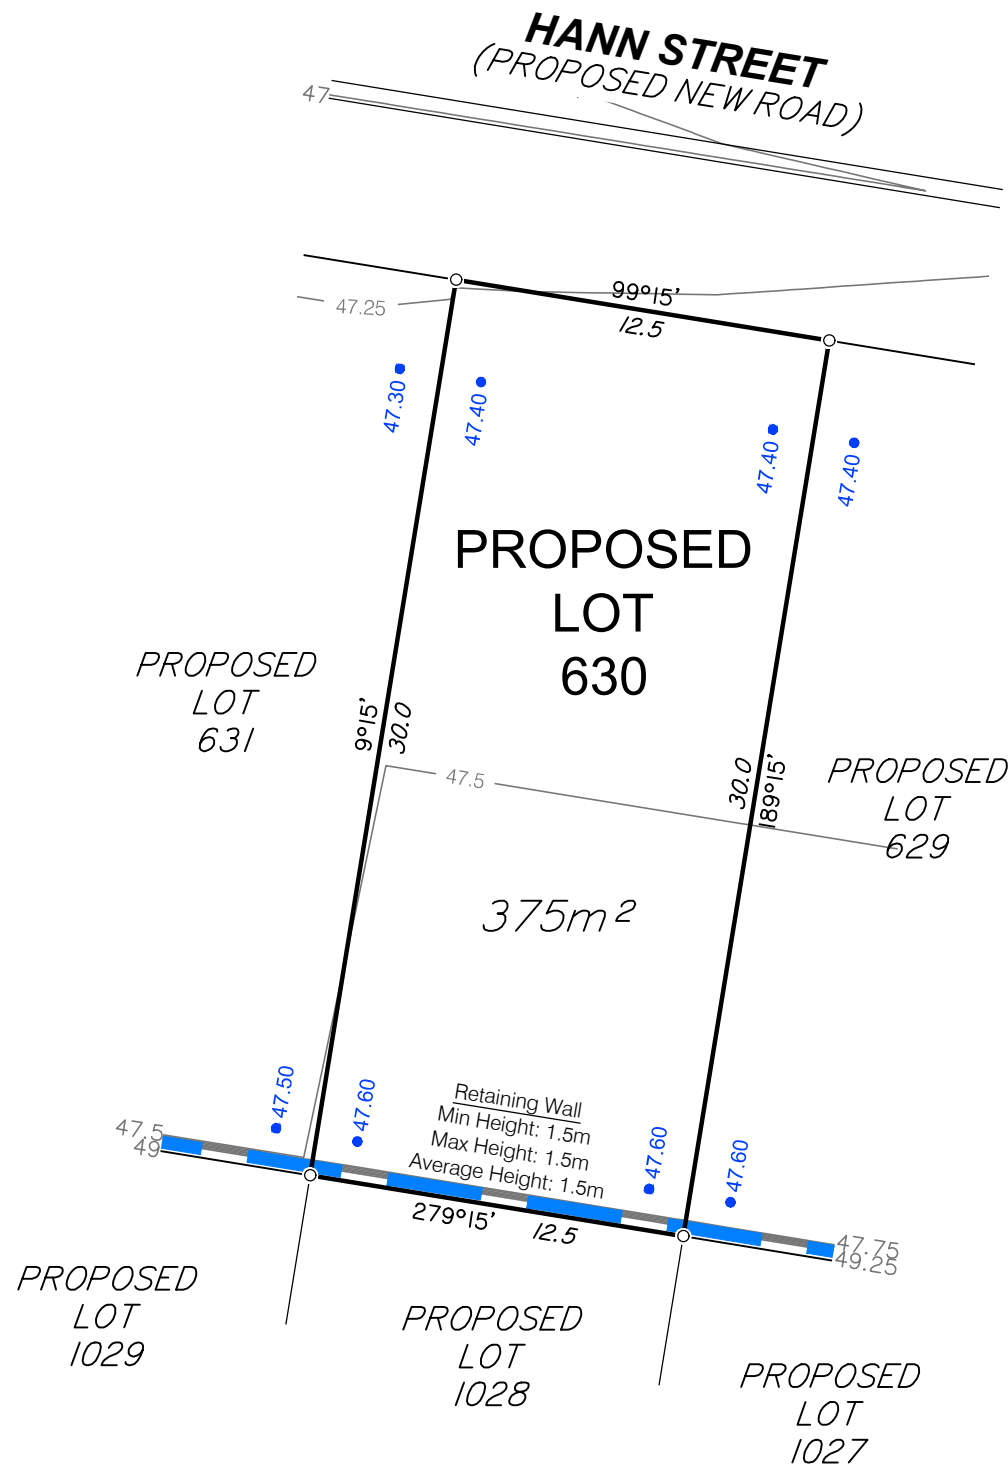 HANN STREET
(PROPOSED NEW ROAD)
47
99°15'
12.5
47.25
47.30
47.40
47.40
47.40
PROPOSED
LOT
630
PROPOSED
LOT
631
9°15'
30.0
47.5
30.0
189°15'
PROPOSED
LOT
629
375m²
47.50
47.60
Retaining Wall
Min Height: 1.5m
Max Height: 1.5m
Average Height: 1.5m
47.60
47.60
47.5
49
279°15'
12.5
47.75
49.25
PROPOSED
LOT
1029
PROPOSED
LOT
1028
PROPOSED
LOT
1027